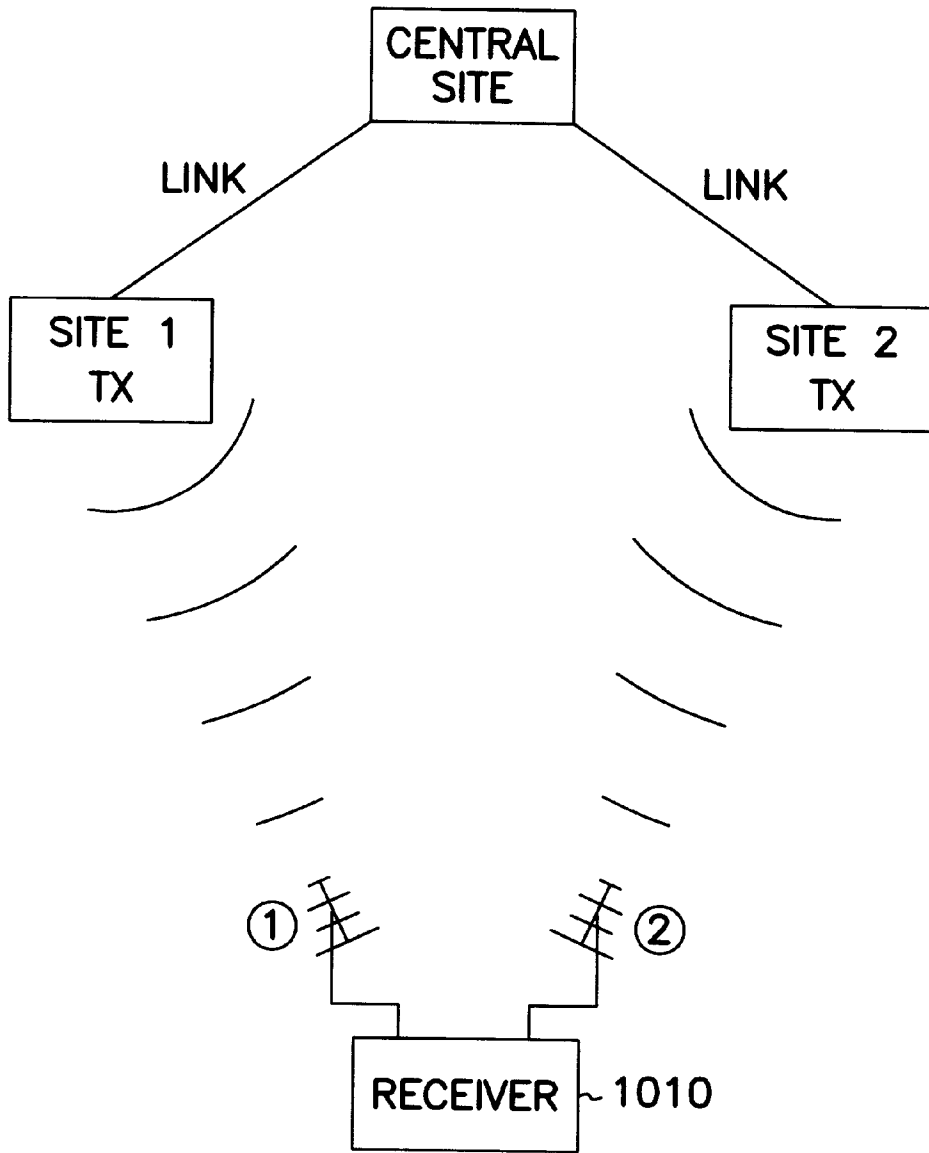 CENTRAL
SITE
LINK
LINK
SITE 1
TX
SITE 2
TX
1
2
RECEIVER
1010